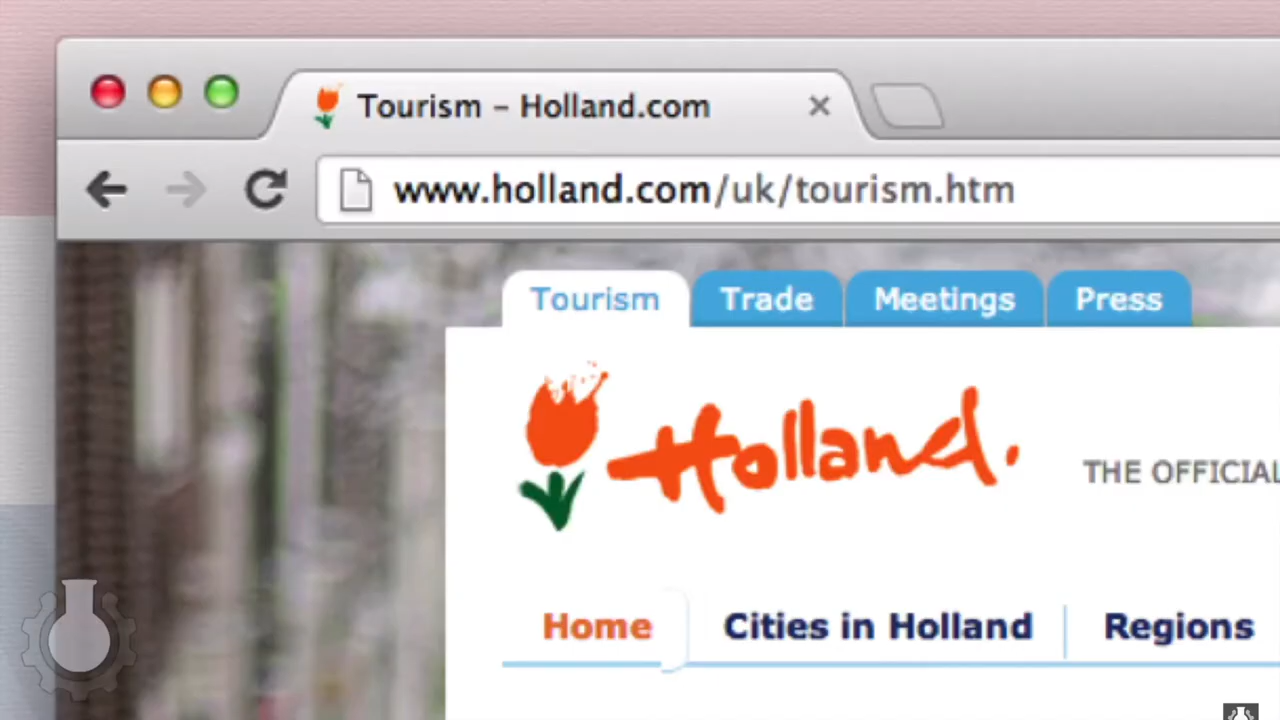 Tourism – Holland.com
www.holland.com/uk/tourism.htm
Tourism Trade Meetings Press
Holland.
THE OFFICIAL
Home Cities in Holland Regions